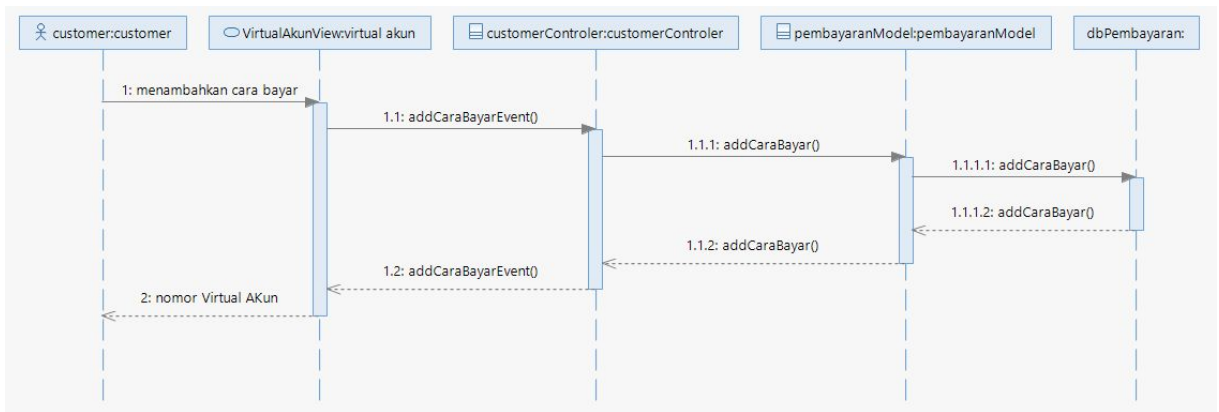 customer:customer
VirtualAkunView:virtual akun
customerControler:customerControler
pembayaranModel:pembayaranModel
dbPembayaran:
1: menambahkan cara bayar
1.1: addCaraBayarEvent()
1.1.1: addCaraBayar()
1.1.1.1: addCaraBayar()
1.1.1.2: addCaraBayar()
1.1.2: addCaraBayar()
1.2: addCaraBayarEvent()
2: nomor Virtual AKun